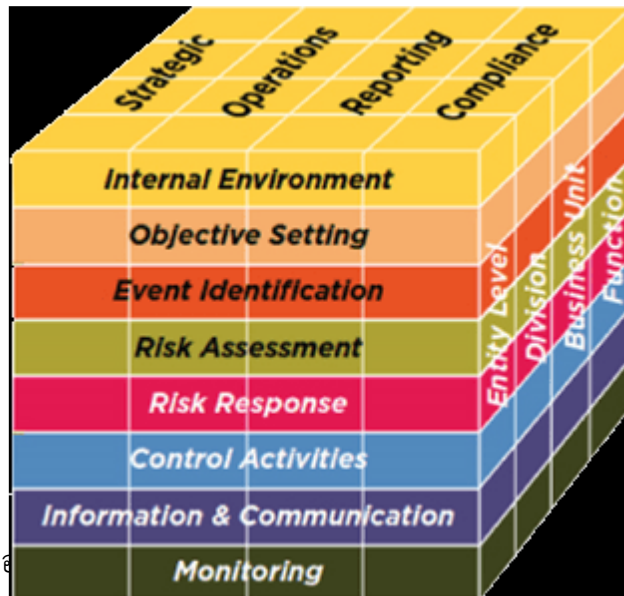 Strategic
Operations
Reporting
Compliance
Internal Environment
Objective Setting
Event Identification
Risk Assessment
Risk Response
Control Activities
Information & Communication
Monitoring
Entity Level
Division
Business Unit
Function